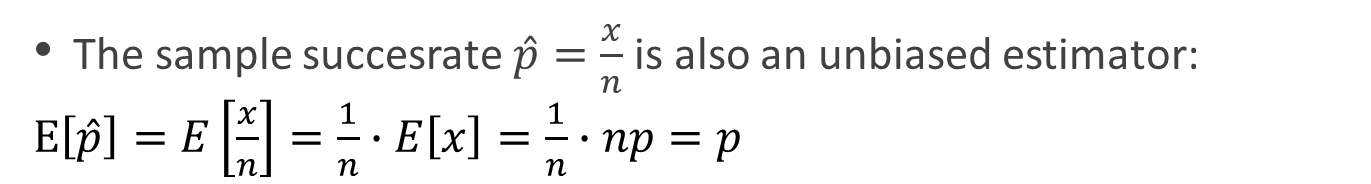 • The sample succesrate p̂ = x/n is also an unbiased estimator:
E[p̂] = E[x/n] = 1/n · E[x] = 1/n · np = p